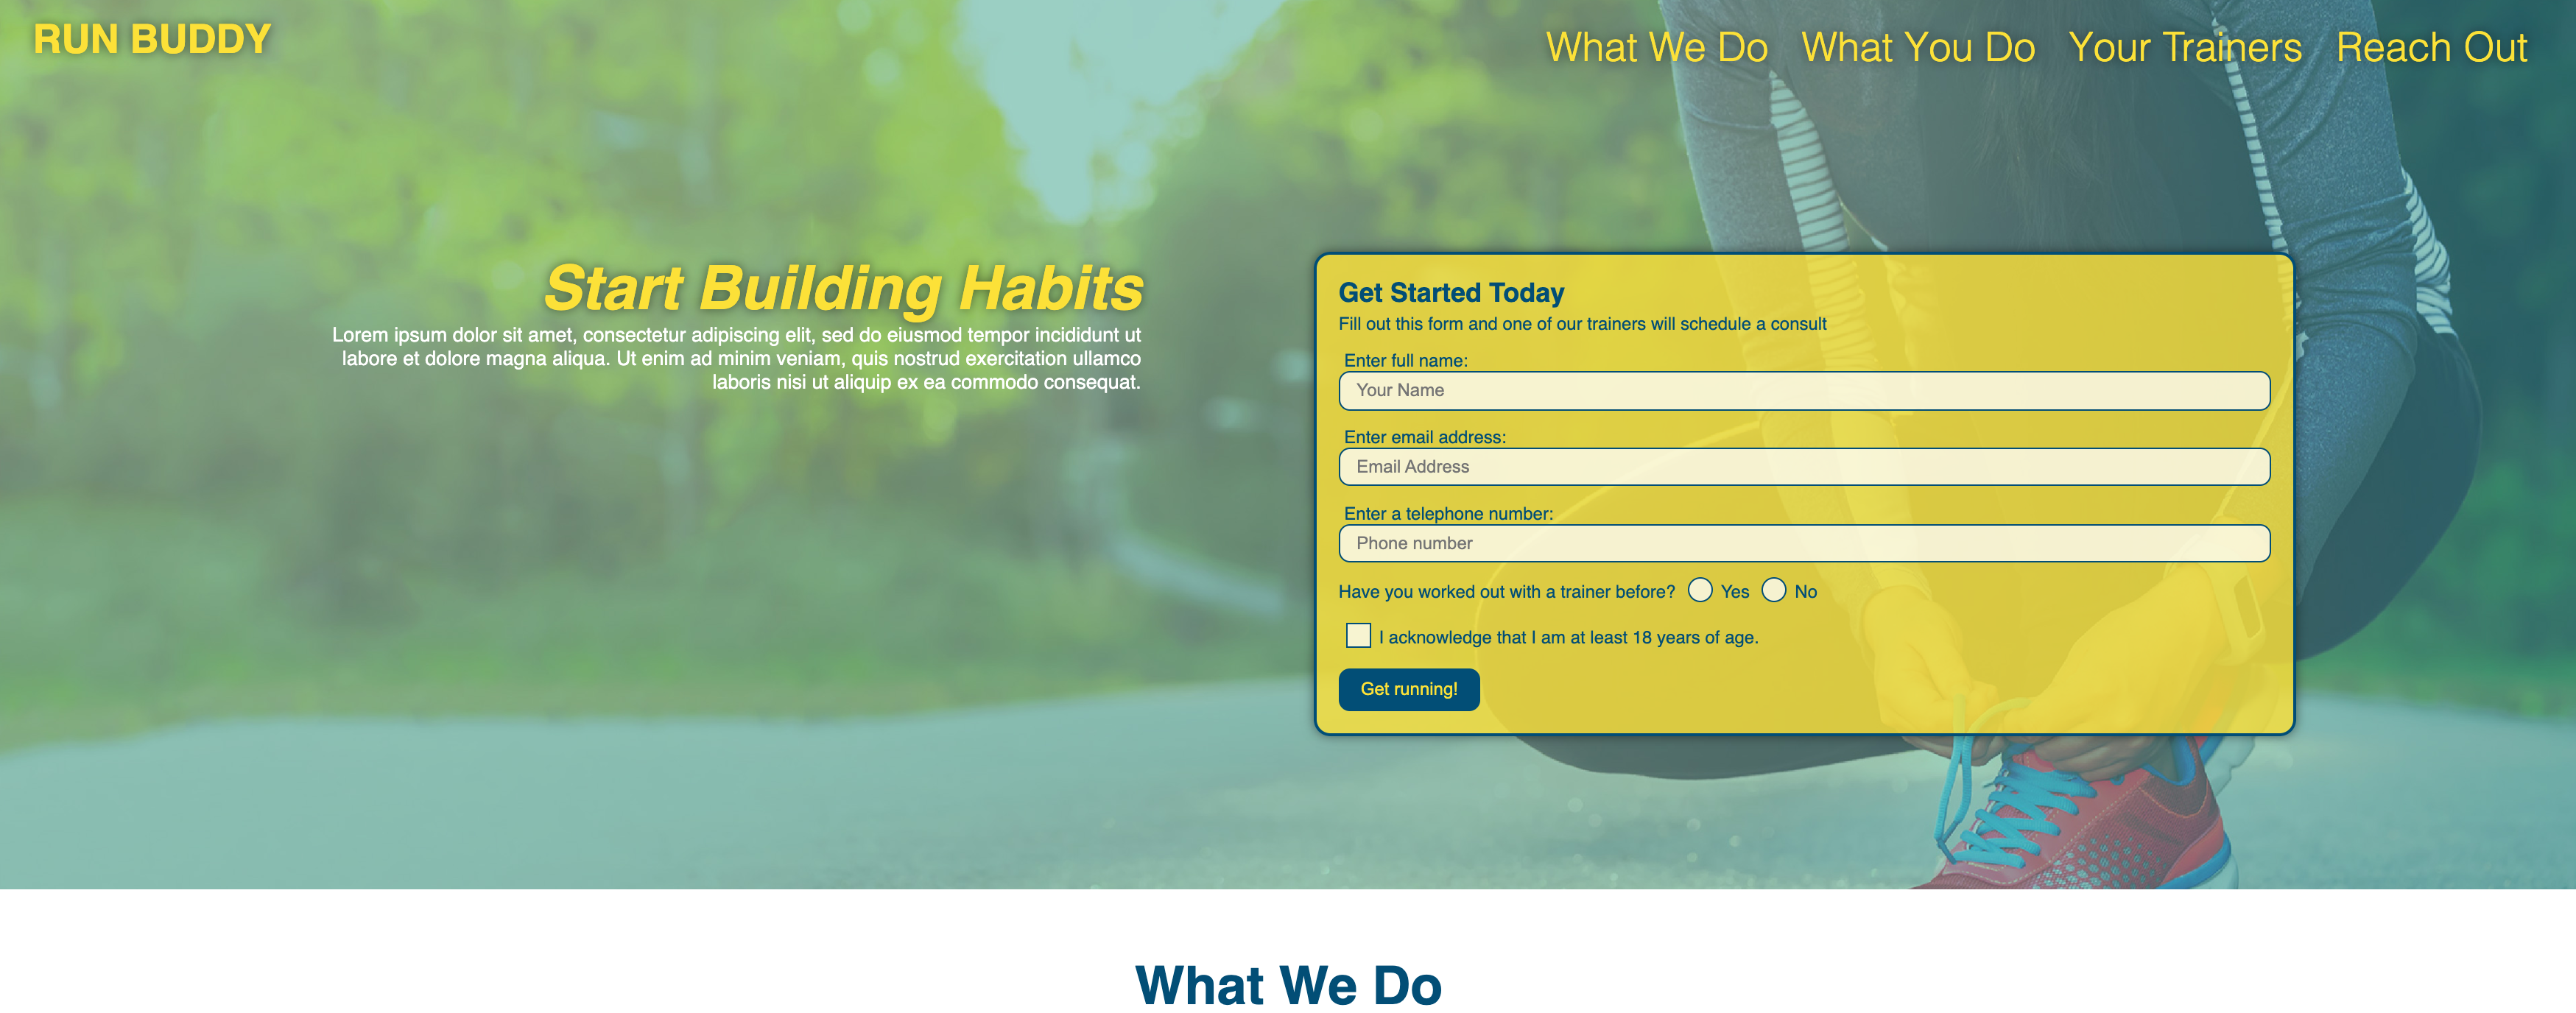 RUN BUDDY
What We Do
What You Do
Your Trainers
Reach Out
Start Building Habits
Lorem ipsum dolor sit amet, consectetur adipiscing elit, sed do eiusmod tempor incididunt ut
labore et dolore magna aliqua. Ut enim ad minim veniam, quis nostrud exercitation ullamco
laboris nisi ut aliquip ex ea commodo consequat.
Get Started Today
Fill out this form and one of our trainers will schedule a consult
Enter full name:
Your Name
Enter email address:
Email Address
Enter a telephone number:
Phone number
Have you worked out with a trainer before? Yes No
I acknowledge that I am at least 18 years of age.
Get running!
What We Do